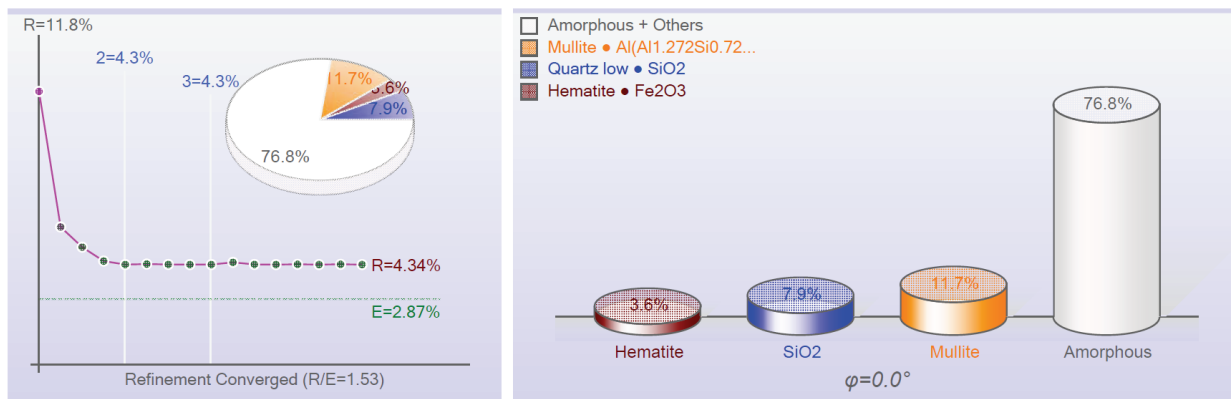 R=11.8%
2=4.3%
3=4.3%
11.7%
3.6%
7.9%
76.8%
R=4.34%
E=2.87%
Refinement Converged (R/E=1.53)
Amorphous + Others
Mullite ● Al(Al1.272Si0.72...
Quartz low ● SiO2
Hematite ● Fe2O3
76.8%
11.7%
7.9%
3.6%
Hematite SiO2 Mullite Amorphous
φ=0.0°